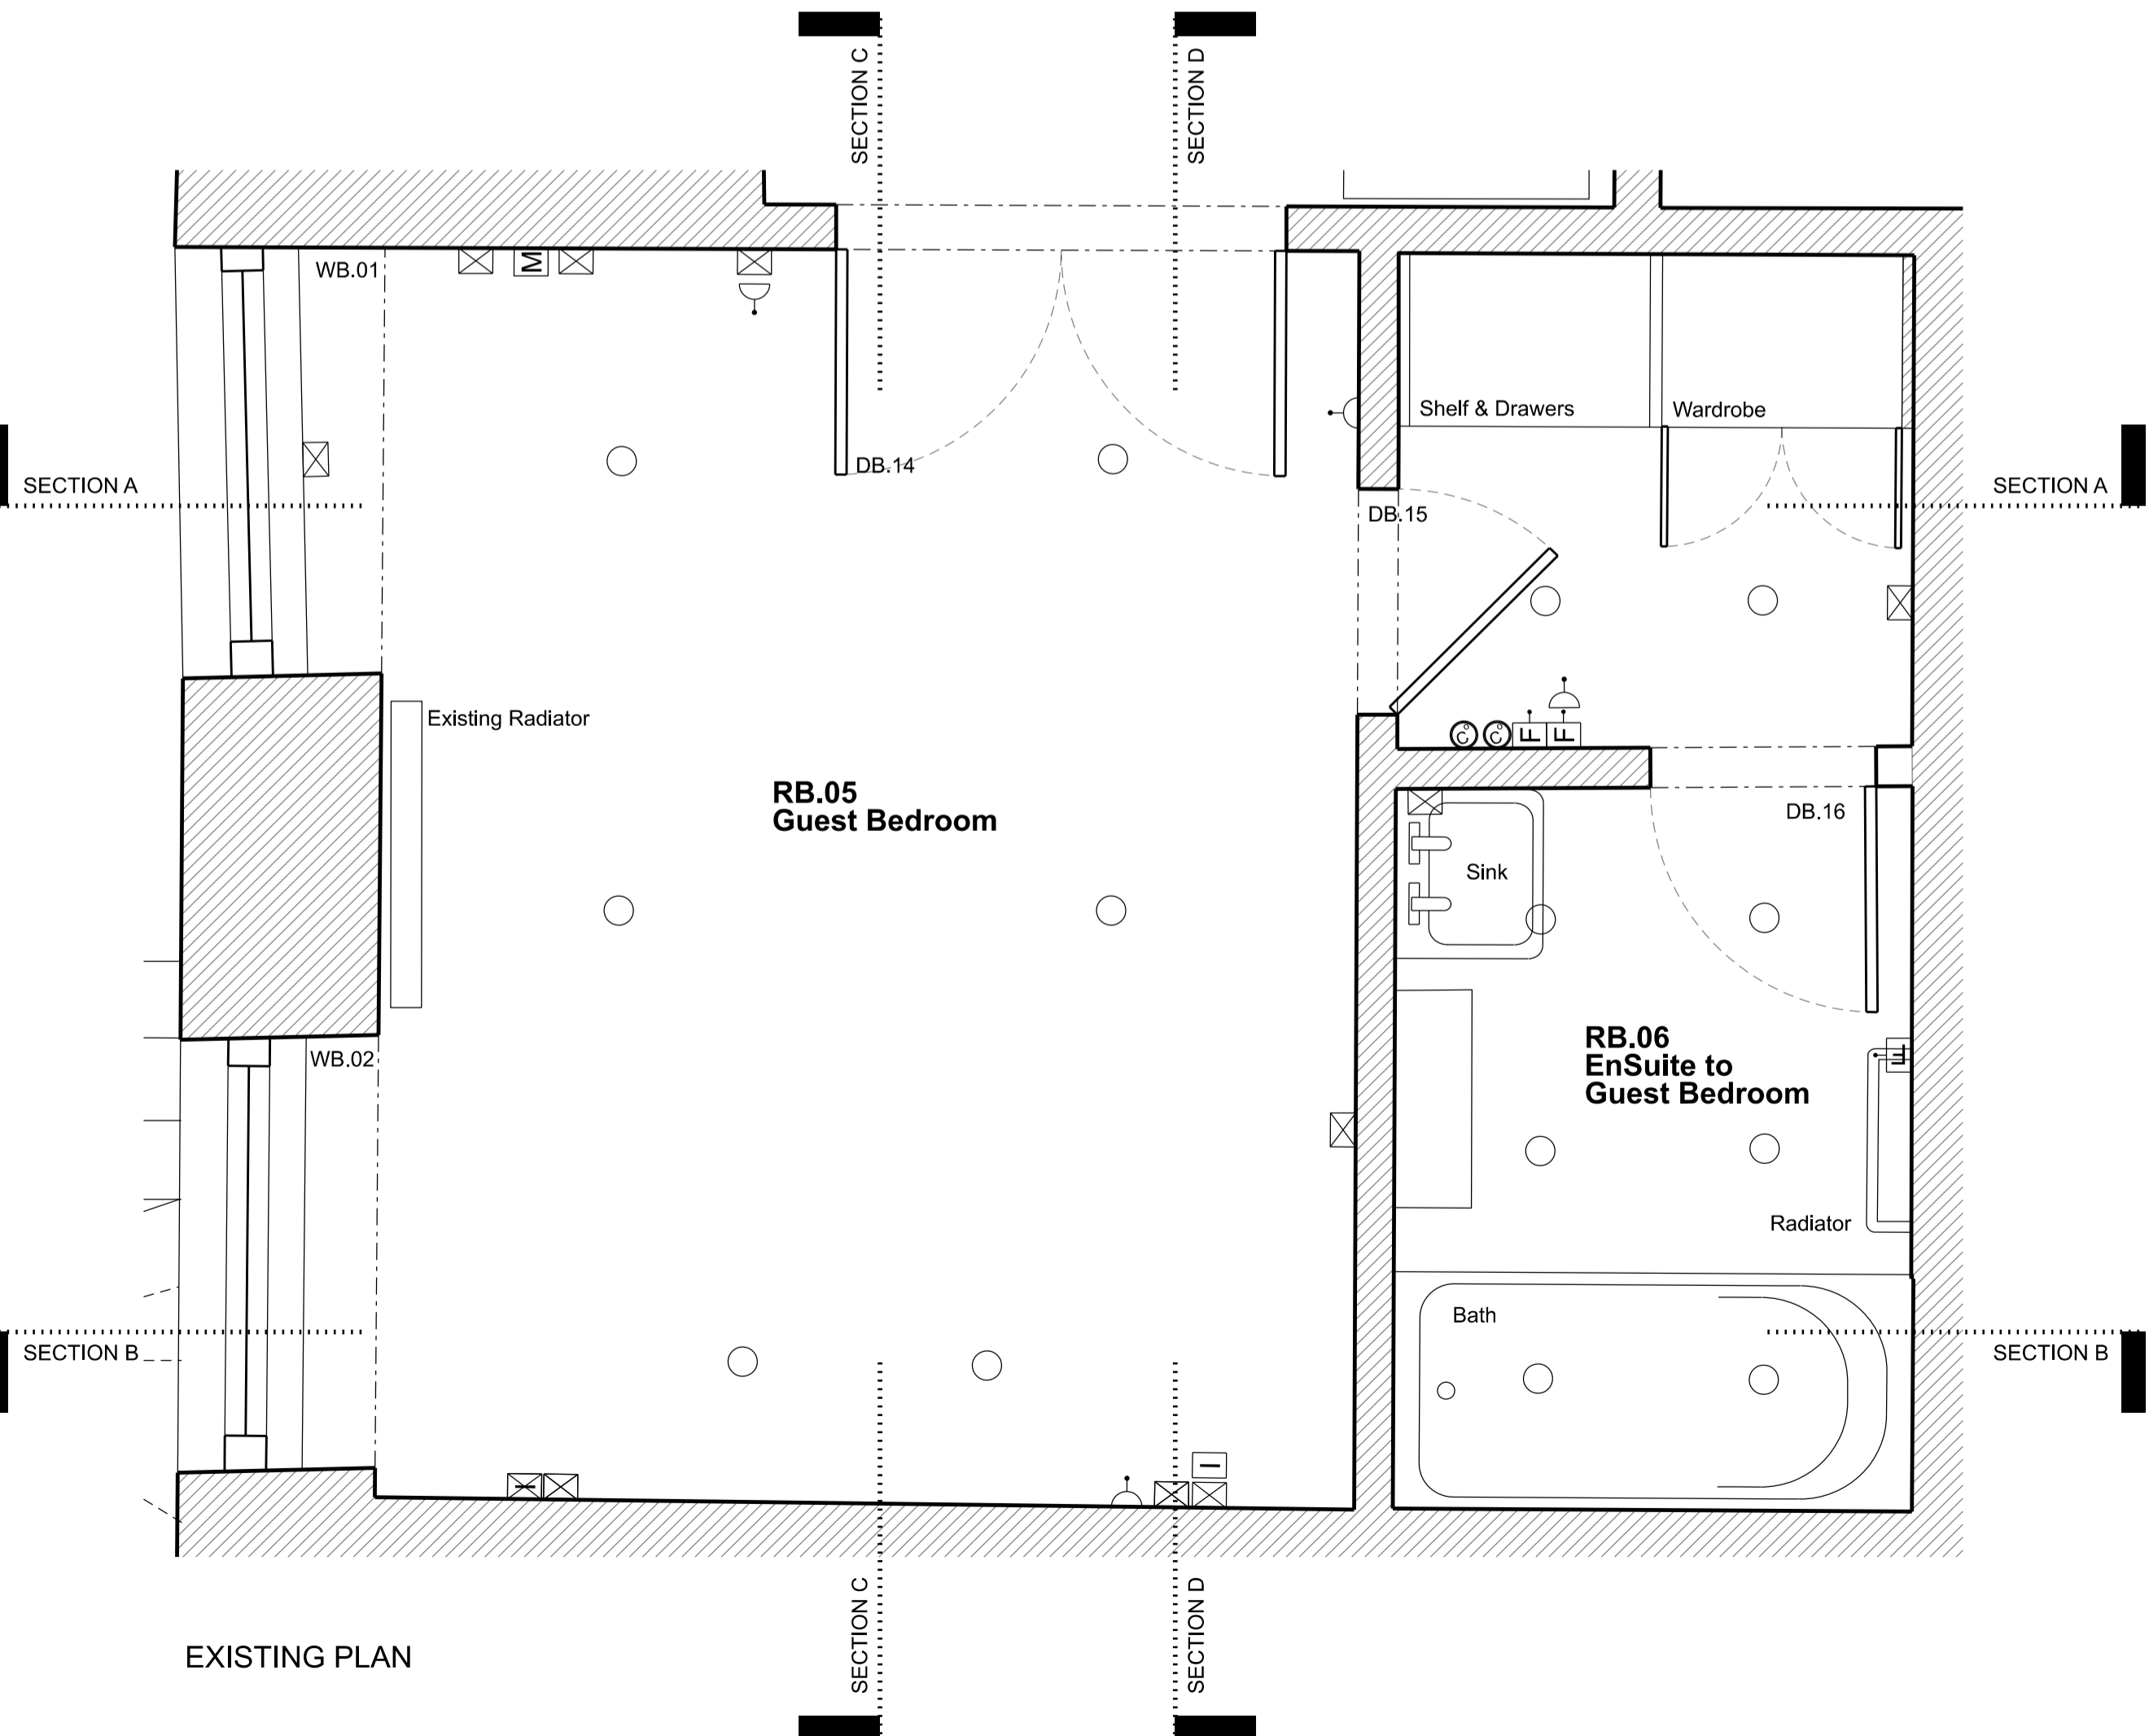 SECTION C
SECTION D
WB.01
M
Shelf & Drawers
Wardrobe
DB.14
SECTION A
SECTION A
DB.15
Existing Radiator
C°
C°
F
F
RB.05
Guest Bedroom
DB.16
Sink
RB.06
EnSuite to
Guest Bedroom
F
WB.02
Radiator
Bath
SECTION B
SECTION B
I
I
SECTION C
SECTION D
EXISTING PLAN